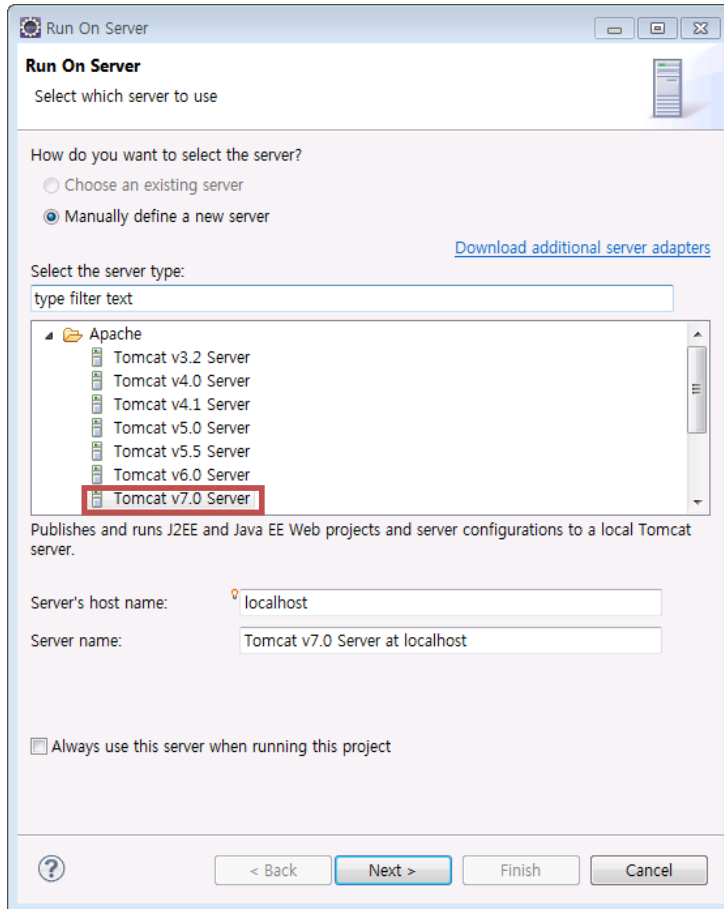 Run On Server
Run On Server
Select which server to use
How do you want to select the server?
Choose an existing server
Manually define a new server
Download additional server adapters
Select the server type:
type filter text
Apache
Tomcat v3.2 Server
Tomcat v4.0 Server
Tomcat v4.1 Server
Tomcat v5.0 Server
Tomcat v5.5 Server
Tomcat v6.0 Server
Tomcat v7.0 Server
Publishes and runs J2EE and Java EE Web projects and server configurations to a local Tomcat
server.
Server's host name: localhost
Server name: Tomcat v7.0 Server at localhost
Always use this server when running this project
? < Back Next > Finish Cancel